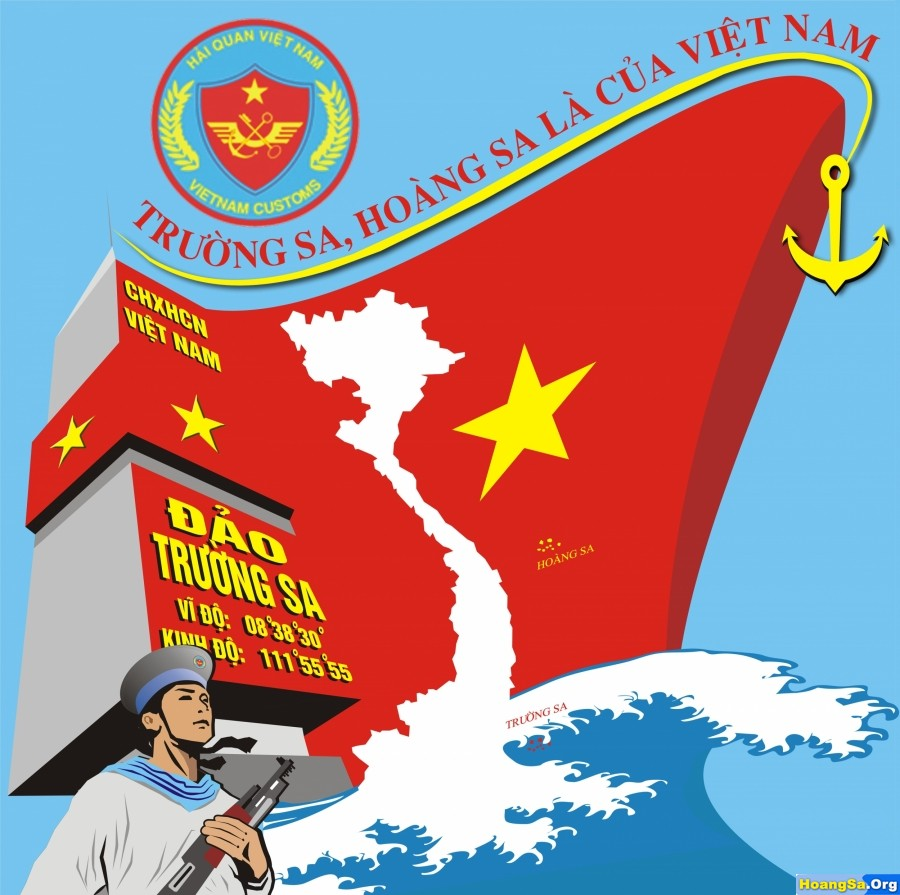 HẢI QUAN VIỆT NAM
VIETNAM CUSTOMS
TRƯỜNG SA, HOÀNG SA LÀ CỦA VIỆT NAM
CHXHCN
VIỆT NAM
ĐẢO
TRƯỜNG SA
VĨ ĐỘ: 08°38°30°
KINH ĐỘ: 111°55°55
HOÀNG SA
TRƯỜNG SA
HoangSa.Org